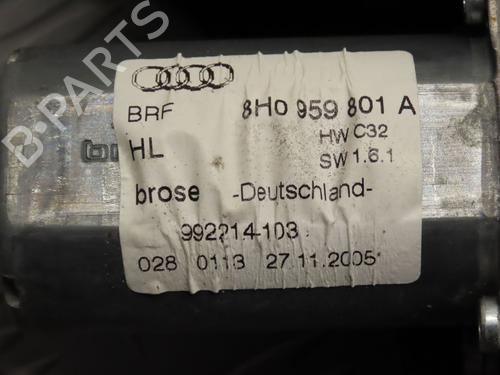 BRF 8H0 959 801 A
HL HW C32
SW 1.6.1
brose -Deutschland-
992214-103
028 0113 27.11.2005